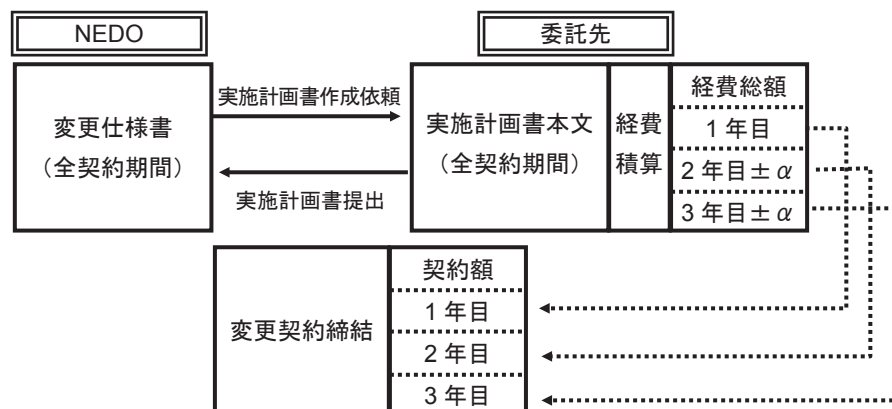 NEDO
委託先
変更仕様書
（全契約期間）
実施計画書作成依頼
実施計画書提出
実施計画書本文
（全契約期間）
経費
積算
経費総額
1 年目
2 年目± α
3 年目± α
変更契約締結
契約額
1 年目
2 年目
3 年目